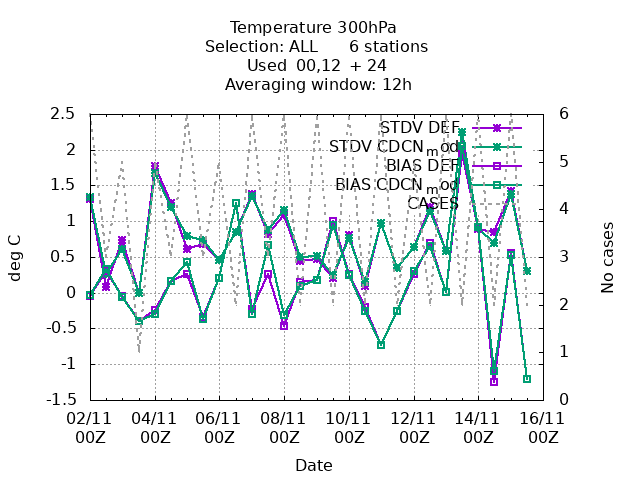 Temperature 300hPa
Selection: ALL 6 stations
Used 00,12 + 24
Averaging window: 12h
2.5
2
1.5
1
0.5
0
-0.5
-1
-1.5
deg C
6
5
4
3
2
1
0
No cases
STDV DEF
STDV CDCN_mod
BIAS DEF
BIAS CDCN_mod
CASES
02/11 04/11 06/11 08/11 10/11 12/11 14/11 16/11
00Z 00Z 00Z 00Z 00Z 00Z 00Z 00Z
Date